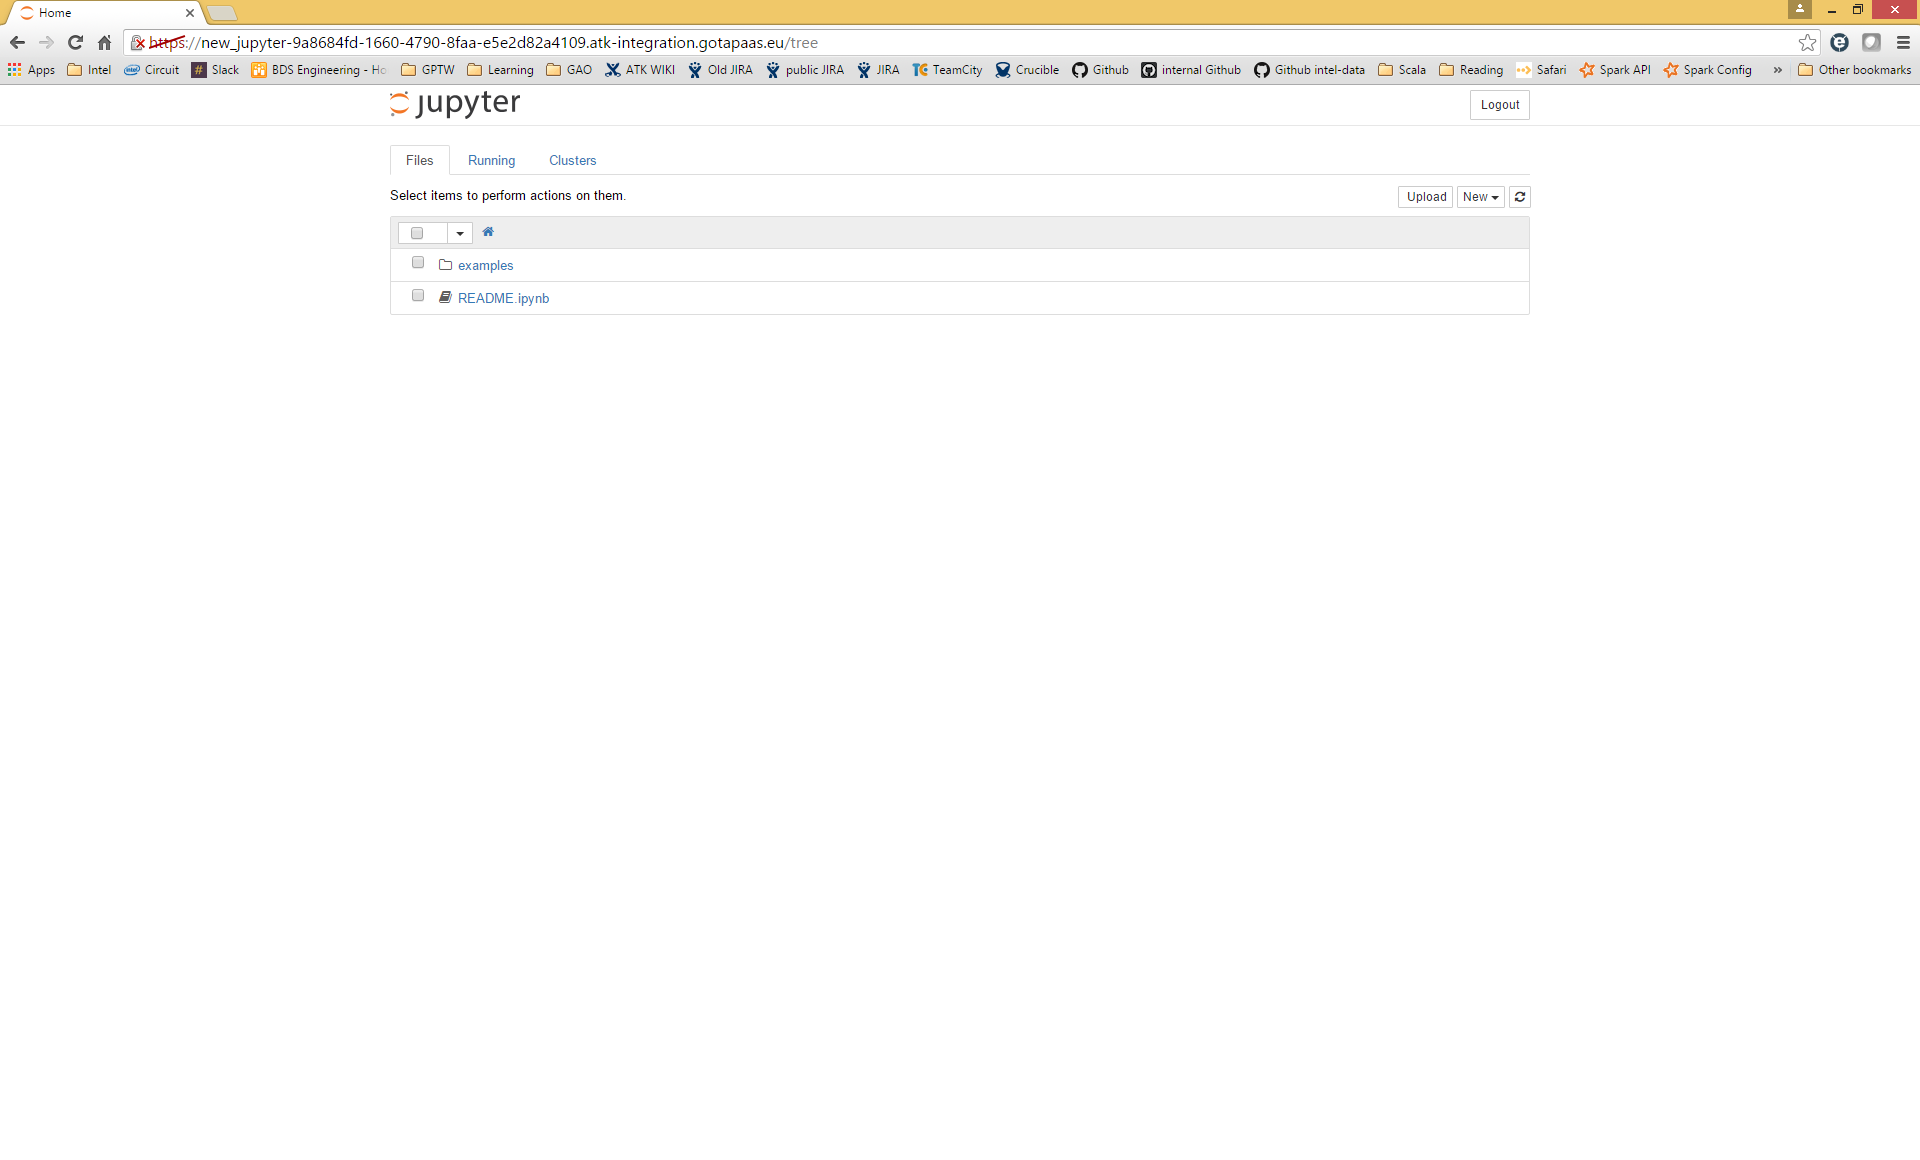 Home
https://new_jupyter-9a8684fd-1660-4790-8faa-e5e2d82a4109.atk-integration.gotapaas.eu/tree
Apps Intel Circuit Slack BDS Engineering - Ho GPTW Learning GAO ATK WIKI Old JIRA public JIRA JIRA TeamCity Crucible Github internal Github Github intel-data Scala Reading Safari Spark API Spark Config » Other bookmarks
jupyter Logout
Files Running Clusters
Select items to perform actions on them. Upload New
examples
README.ipynb